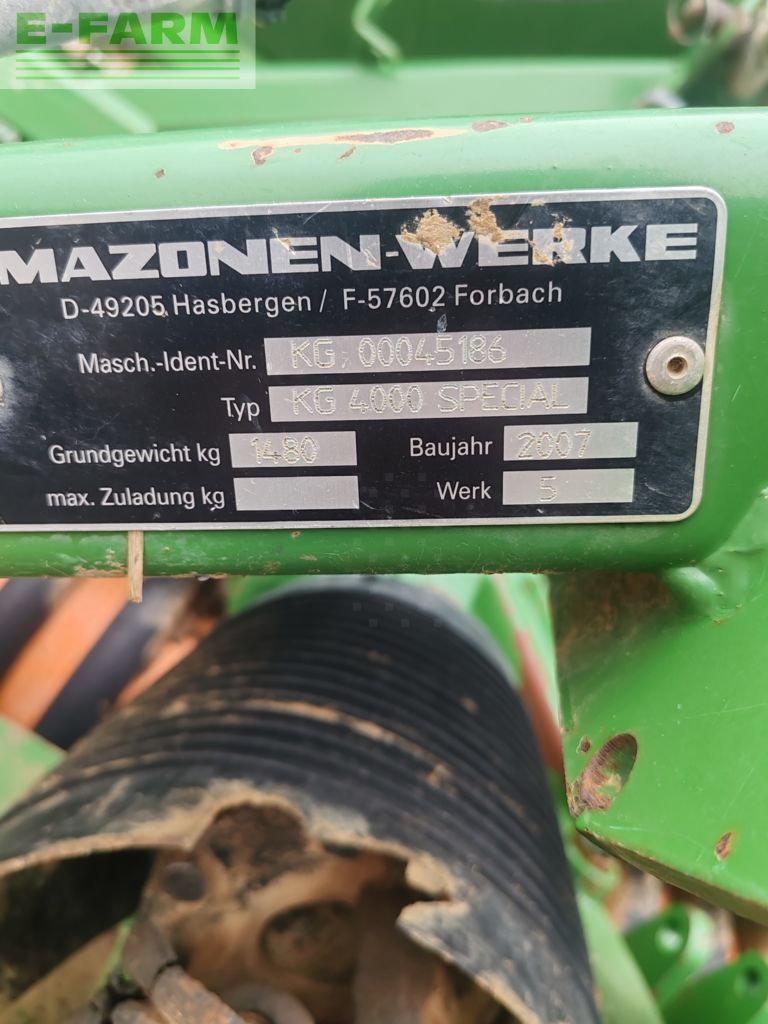 E-FARM
MAZONEN-WERKE
D-49205 Hasbergen / F-57602 Forbach
Masch.-Ident-Nr. KG 00045186
Typ KG 4000 SPECIAL
Grundgewicht kg 1480 Baujahr 2007
max. Zuladung kg Werk 5